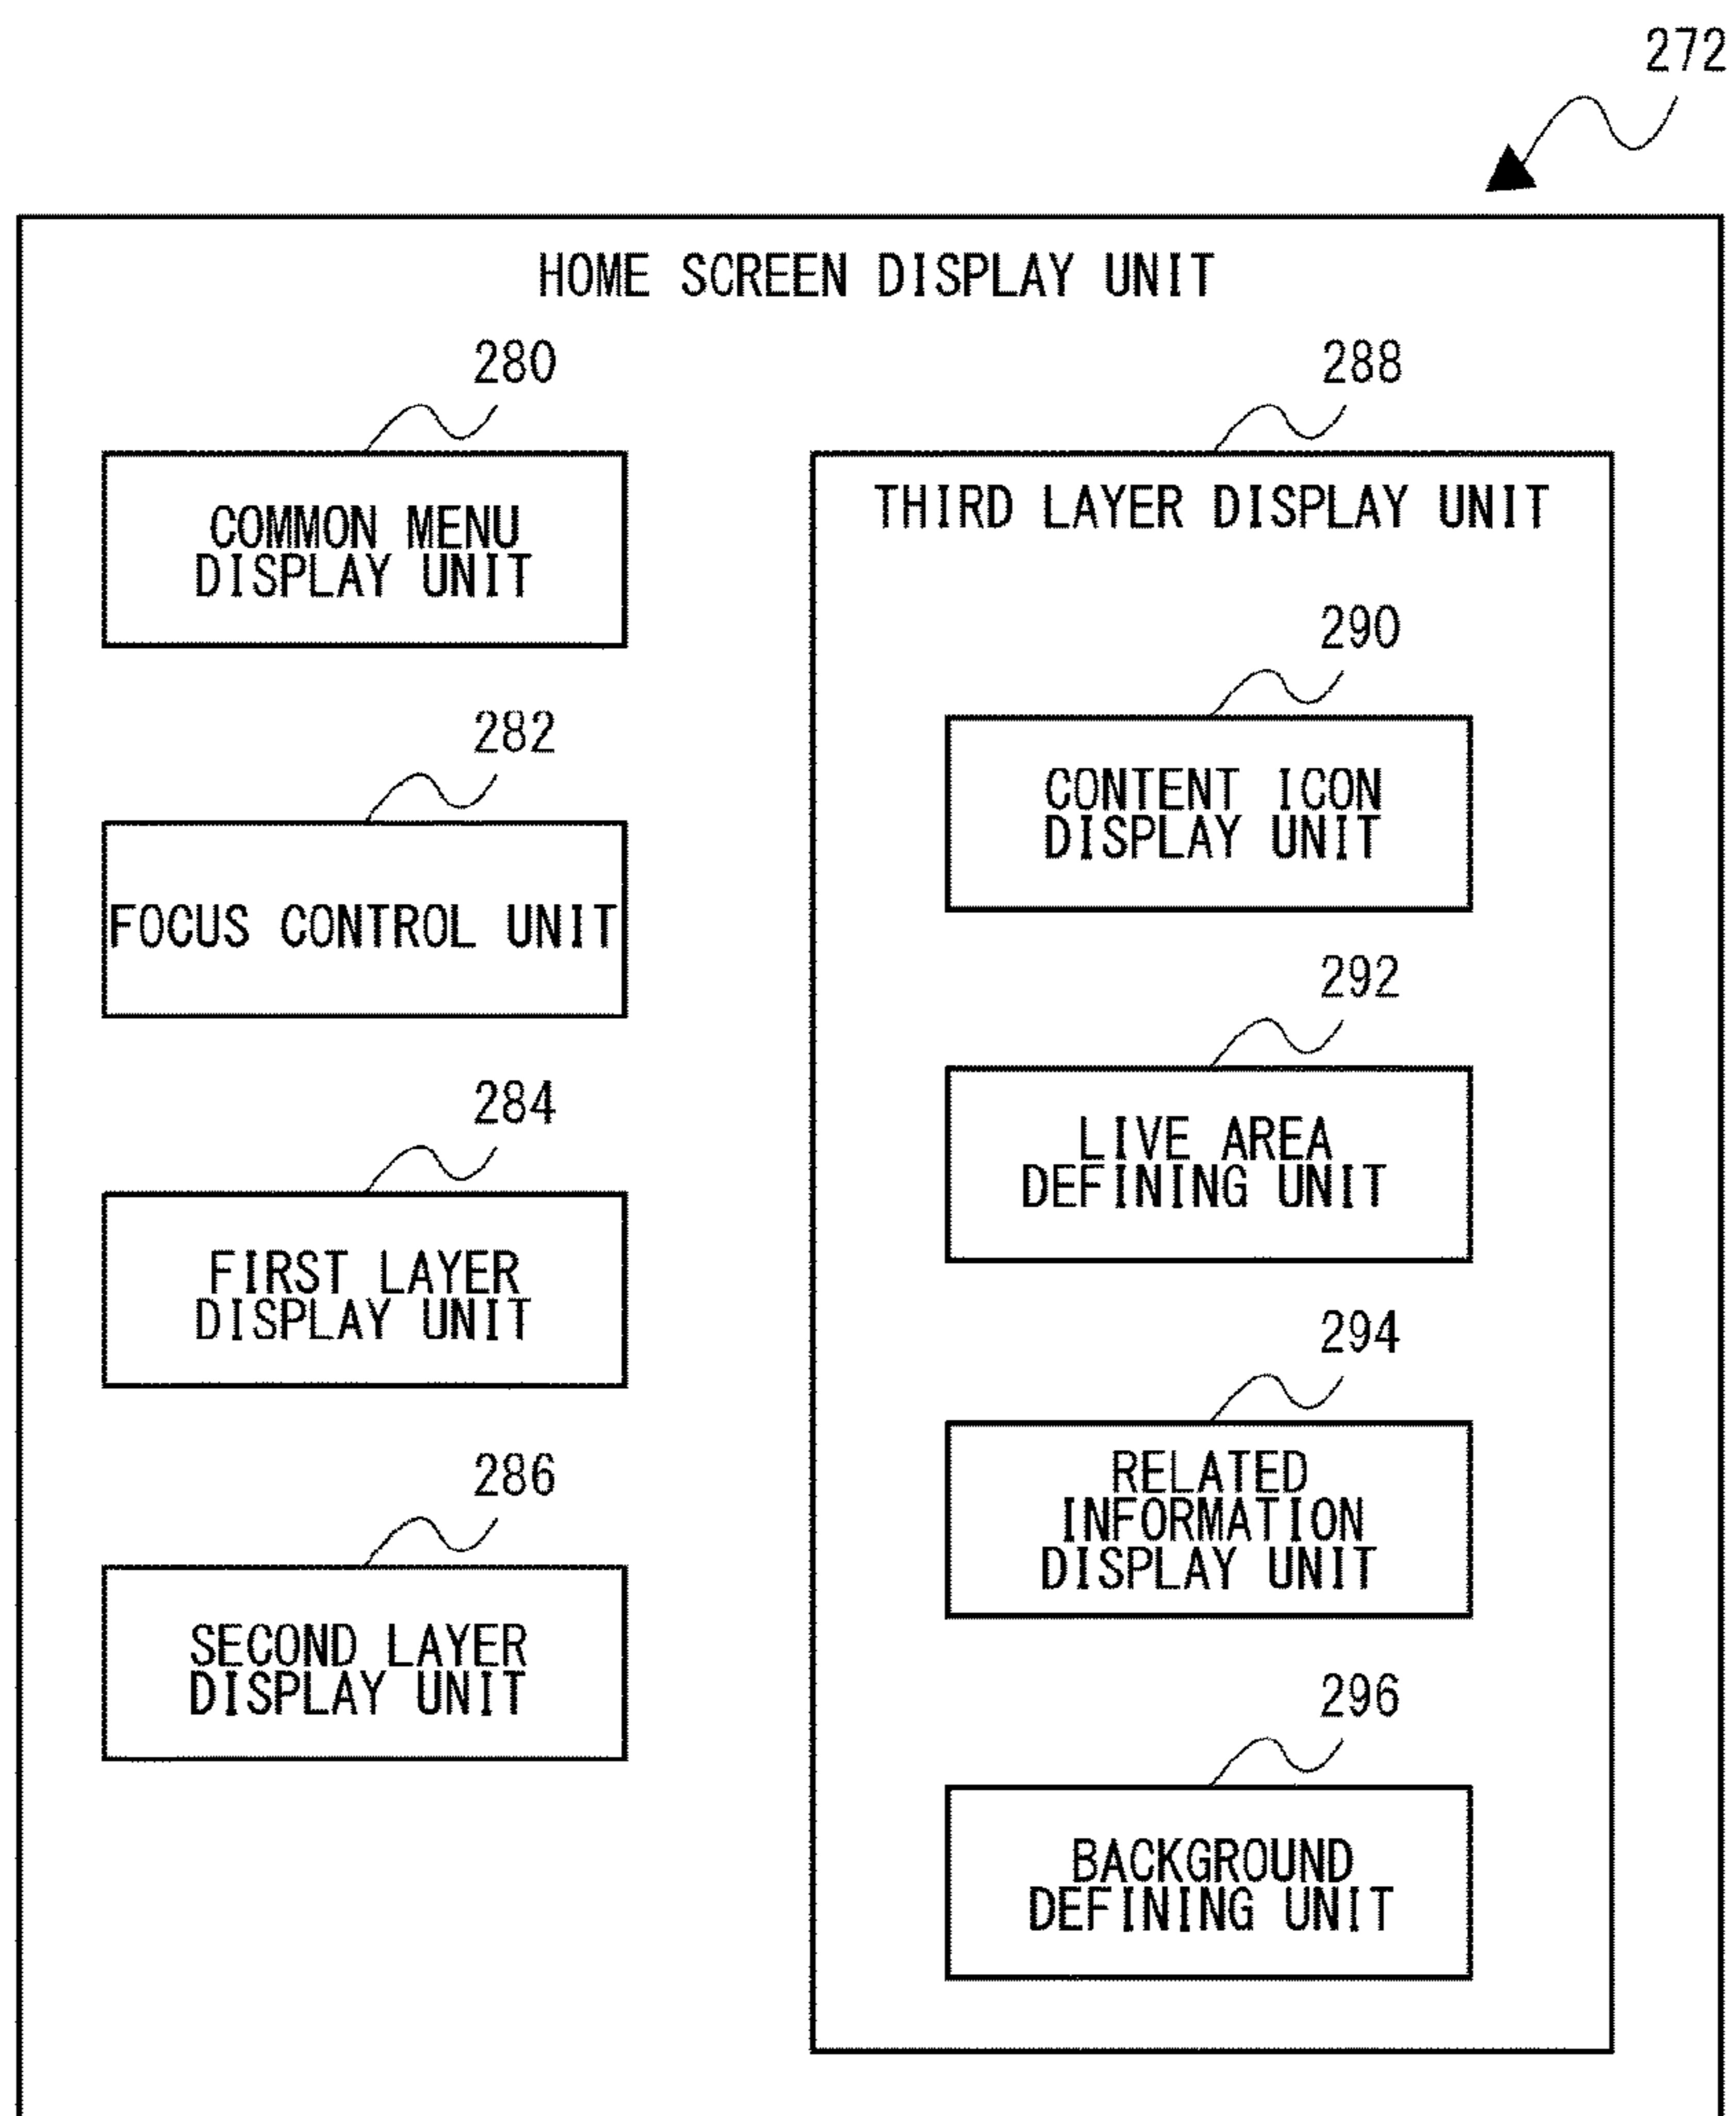 272
HOME SCREEN DISPLAY UNIT
280
COMMON MENU
DISPLAY UNIT
282
FOCUS CONTROL UNIT
284
FIRST LAYER
DISPLAY UNIT
286
SECOND LAYER
DISPLAY UNIT
288
THIRD LAYER DISPLAY UNIT
290
CONTENT ICON
DISPLAY UNIT
292
LIVE AREA
DEFINING UNIT
294
RELATED
INFORMATION
DISPLAY UNIT
296
BACKGROUND
DEFINING UNIT